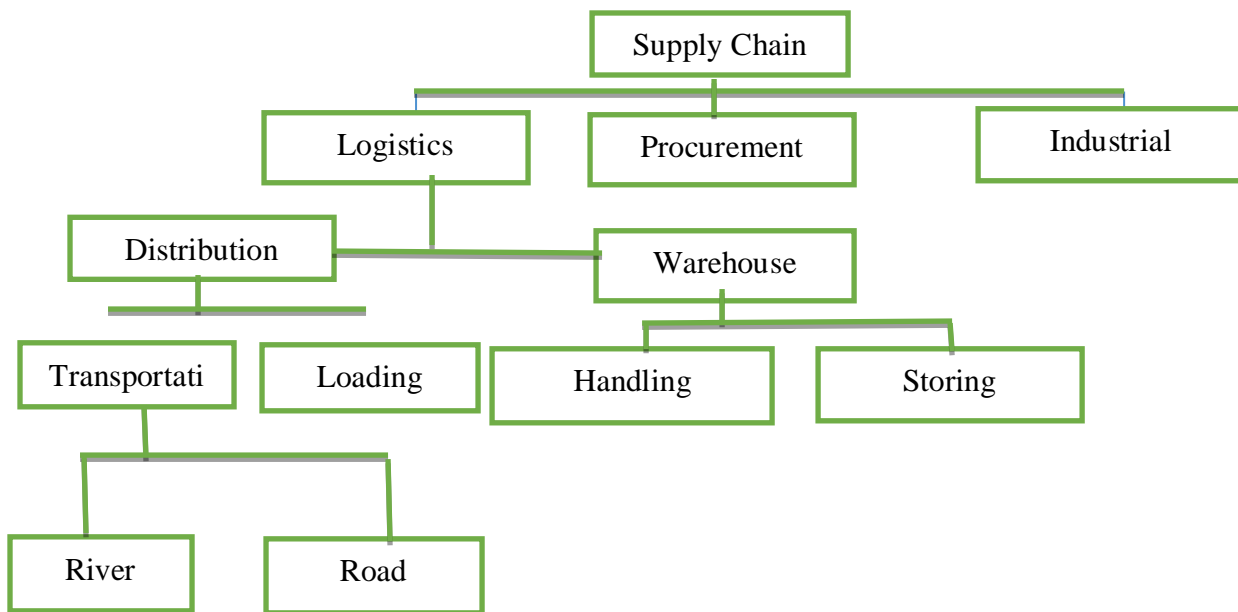 Supply Chain
Logistics
Procurement
Industrial
Distribution
Warehouse
Transportati
Loading
Handling
Storing
River
Road